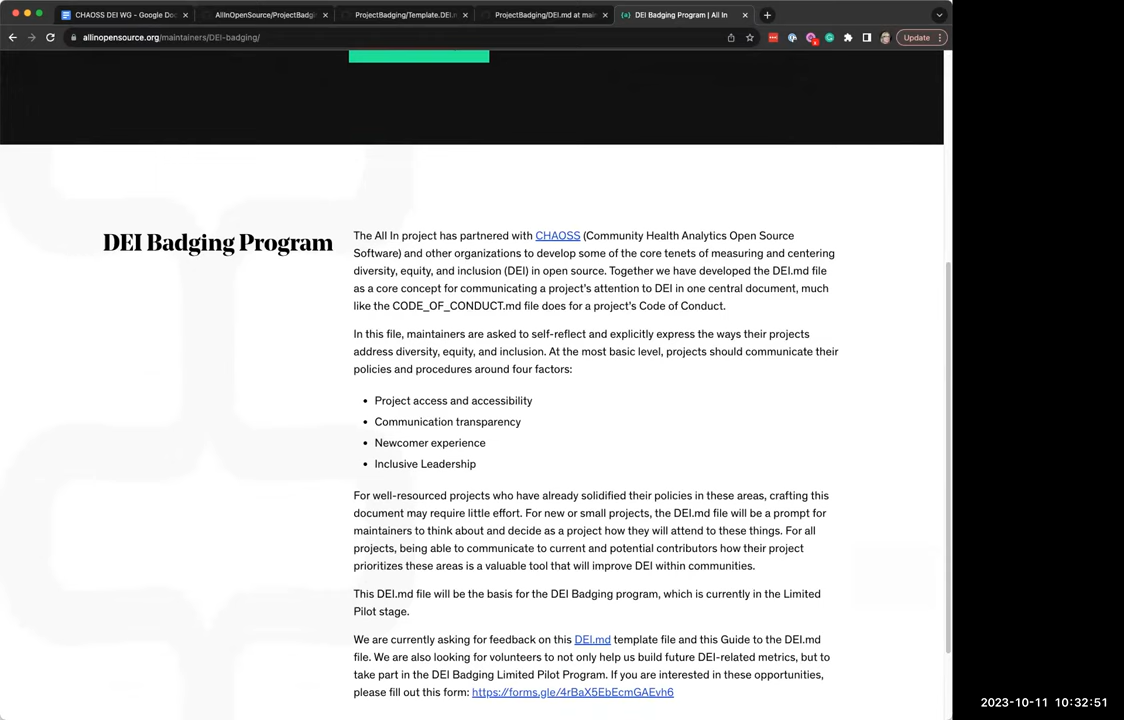 CHAOSS DEI WG - Google Doc
AllInOpenSource/ProjectBadgi
ProjectBadging/Template.DEI.
ProjectBadging/DEI.md at mai
DEI Badging Program | All In
allinopensource.org/maintainers/DEI-badging/
Update
DEI Badging Program
The All In project has partnered with CHAOSS (Community Health Analytics Open Source
Software) and other organizations to develop some of the core tenets of measuring and centering
diversity, equity, and inclusion (DEI) in open source. Together we have developed the DEI.md file
as a core concept for communicating a project's attention to DEI in one central document, much
like the CODE_OF_CONDUCT.md file does for a project's Code of Conduct.
In this file, maintainers are asked to self-reflect and explicitly express the ways their projects
address diversity, equity, and inclusion. At the most basic level, projects should communicate their
policies and procedures around four factors:
• Project access and accessibility
• Communication transparency
• Newcomer experience
• Inclusive Leadership
For well-resourced projects who have already solidified their policies in these areas, crafting this
document may require little effort. For new or small projects, the DEI.md file will be a prompt for
maintainers to think about and decide as a project how they will attend to these things. For all
projects, being able to communicate to current and potential contributors how their project
prioritizes these areas is a valuable tool that will improve DEI within communities.
This DEI.md file will be the basis for the DEI Badging program, which is currently in the Limited
Pilot stage.
We are currently asking for feedback on this DEI.md template file and this Guide to the DEI.md
file. We are also looking for volunteers to not only help us build future DEI-related metrics, but to
take part in the DEI Badging Limited Pilot Program. If you are interested in these opportunities,
please fill out this form: https://forms.gle/4rBaX5EbEcmGAEvh6
2023-10-11 10:32:51